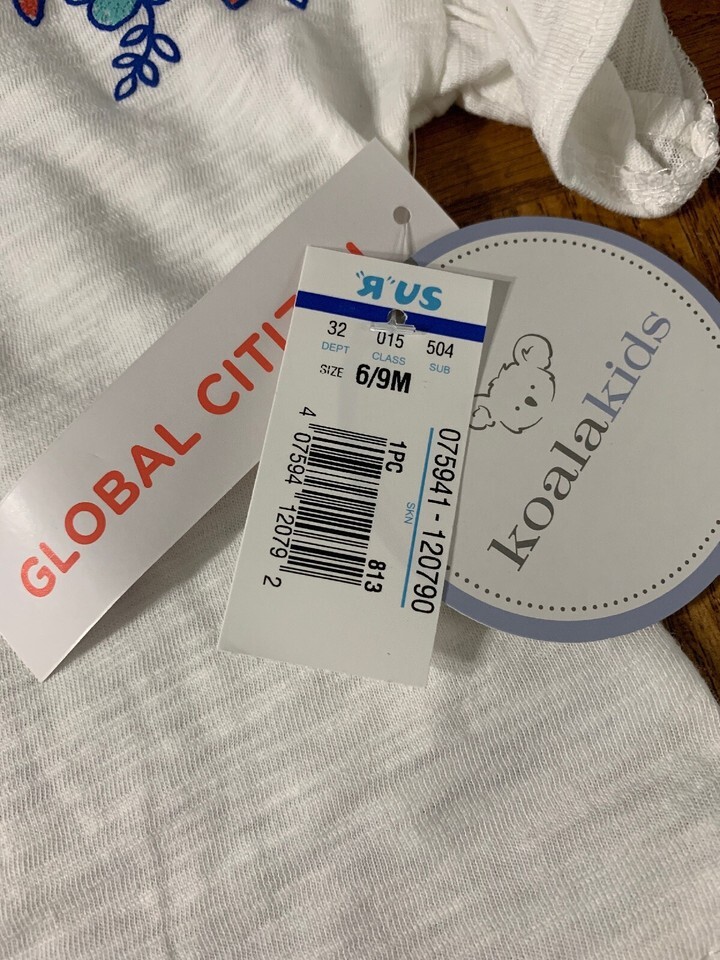 GLOBAL CITIZEN
"R"US
32 015 504
DEPT CLASS SUB
SIZE 6/9M
075941-120790
SKN
1PC 813
4 07594 12079 2
koalakids